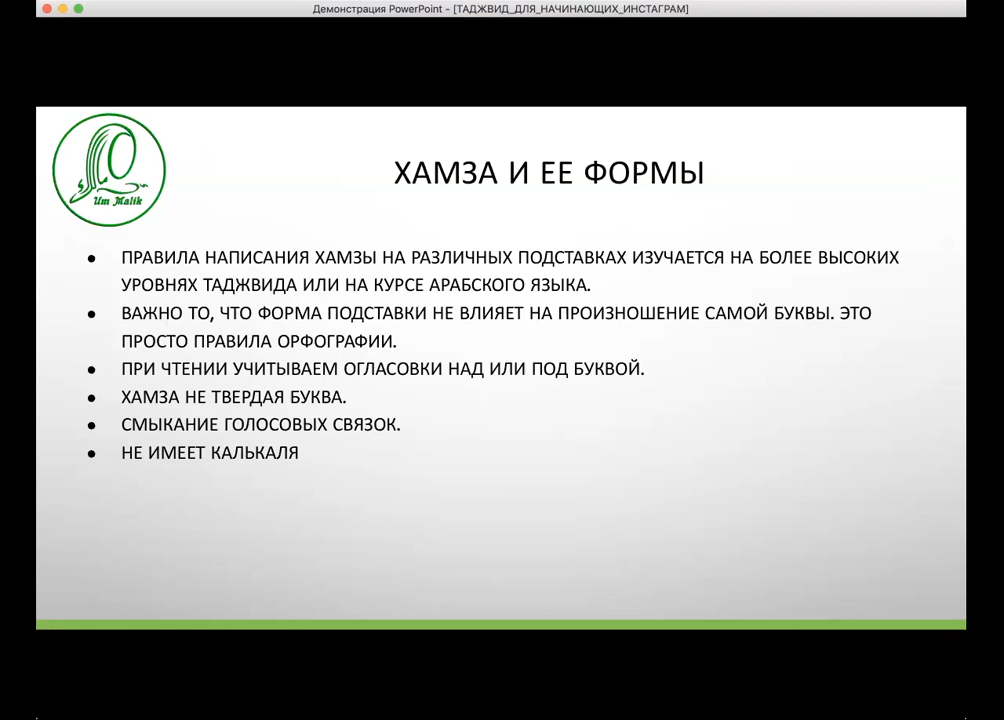 Демонстрация PowerPoint - [ТАДЖВИД_ДЛЯ_НАЧИНАЮЩИХ_ИНСТАГРАМ]
Um Malik
ХАМЗА И ЕЕ ФОРМЫ
● ПРАВИЛА НАПИСАНИЯ ХАМЗЫ НА РАЗЛИЧНЫХ ПОДСТАВКАХ ИЗУЧАЕТСЯ НА БОЛЕЕ ВЫСОКИХ
УРОВНЯХ ТАДЖВИДА ИЛИ НА КУРСЕ АРАБСКОГО ЯЗЫКА.
● ВАЖНО ТО, ЧТО ФОРМА ПОДСТАВКИ НЕ ВЛИЯЕТ НА ПРОИЗНОШЕНИЕ САМОЙ БУКВЫ. ЭТО
ПРОСТО ПРАВИЛА ОРФОГРАФИИ.
● ПРИ ЧТЕНИИ УЧИТЫВАЕМ ОГЛАСОВКИ НАД ИЛИ ПОД БУКВОЙ.
● ХАМЗА НЕ ТВЕРДАЯ БУКВА.
● СМЫКАНИЕ ГОЛОСОВЫХ СВЯЗОК.
● НЕ ИМЕЕТ КАЛЬКАЛЯ